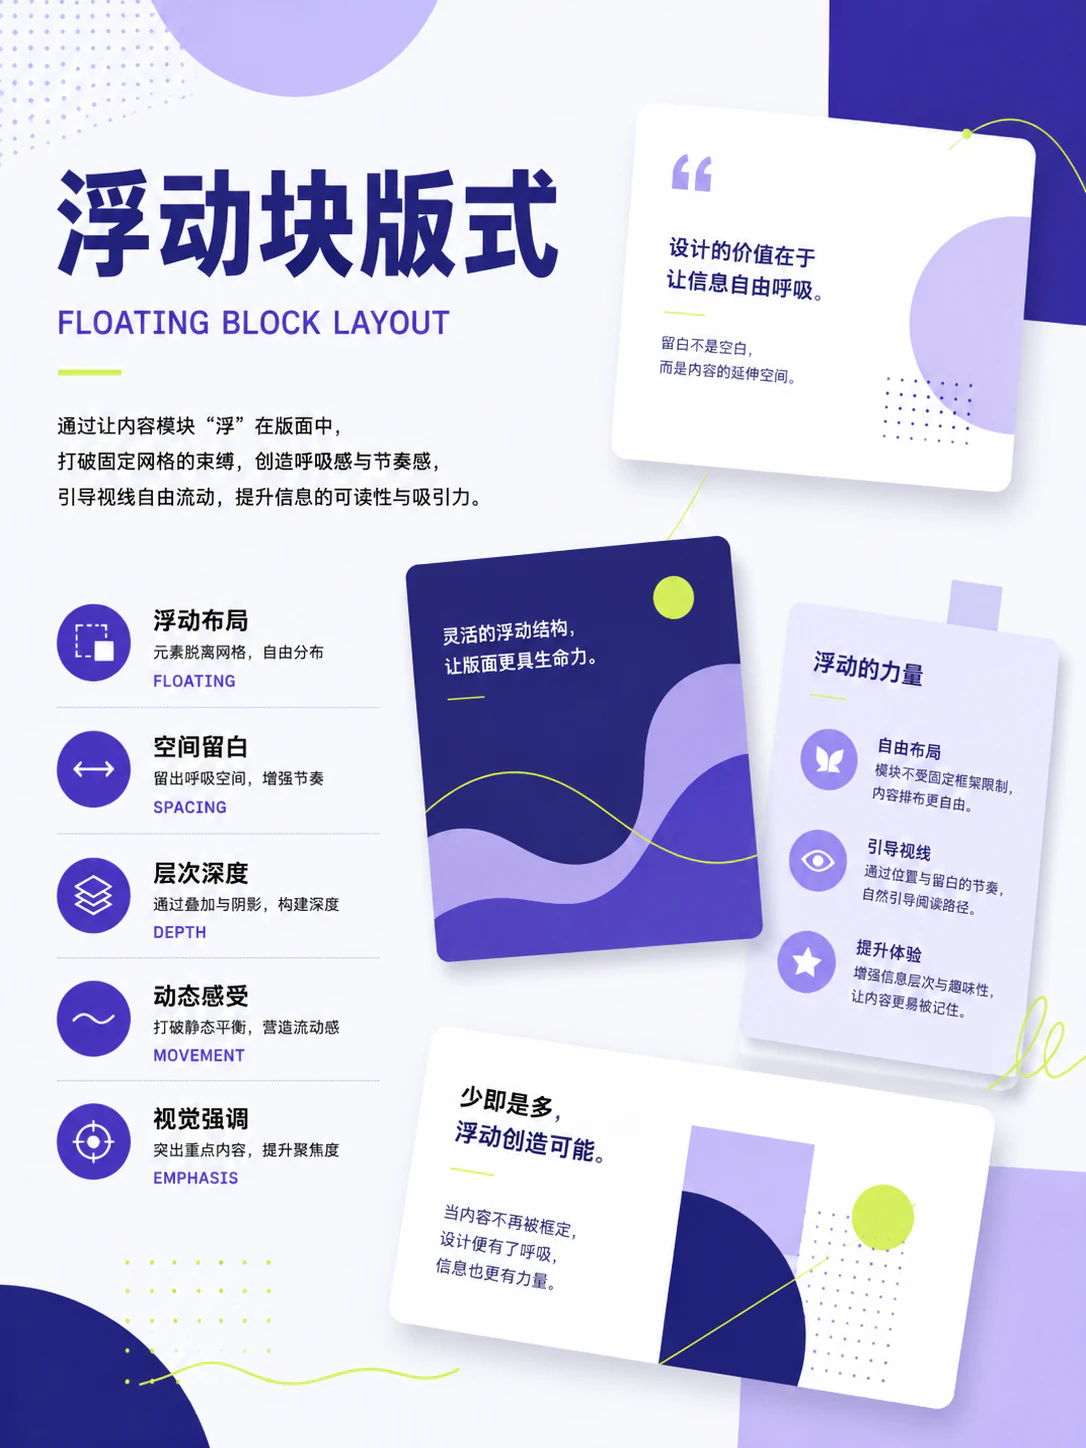 浮动块版式
FLOATING BLOCK LAYOUT
通过让内容模块“浮”在版面中，
打破固定网格的束缚，创造呼吸感与节奏感，
引导视线自由流动，提升信息的可读性与吸引力。
浮动布局
元素脱离网格，自由分布
FLOATING
空间留白
留出呼吸空间，增强节奏
SPACING
层次深度
通过叠加与阴影，构建深度
DEPTH
动态感受
打破静态平衡，营造流动感
MOVEMENT
视觉强调
突出重点内容，提升聚焦度
EMPHASIS
“
设计的价值在于
让信息自由呼吸。
留白不是空白，
而是内容的延伸空间。
灵活的浮动结构，
让版面更具生命力。
浮动的力量
自由布局
模块不受固定框架限制，
内容排布更自由。
引导视线
通过位置与留白的节奏，
自然引导阅读路径。
提升体验
增强信息层次与趣味性，
让内容更易被记住。
少即是多，
浮动创造可能。
当内容不再被框定，
设计便有了呼吸，
信息也更有力量。